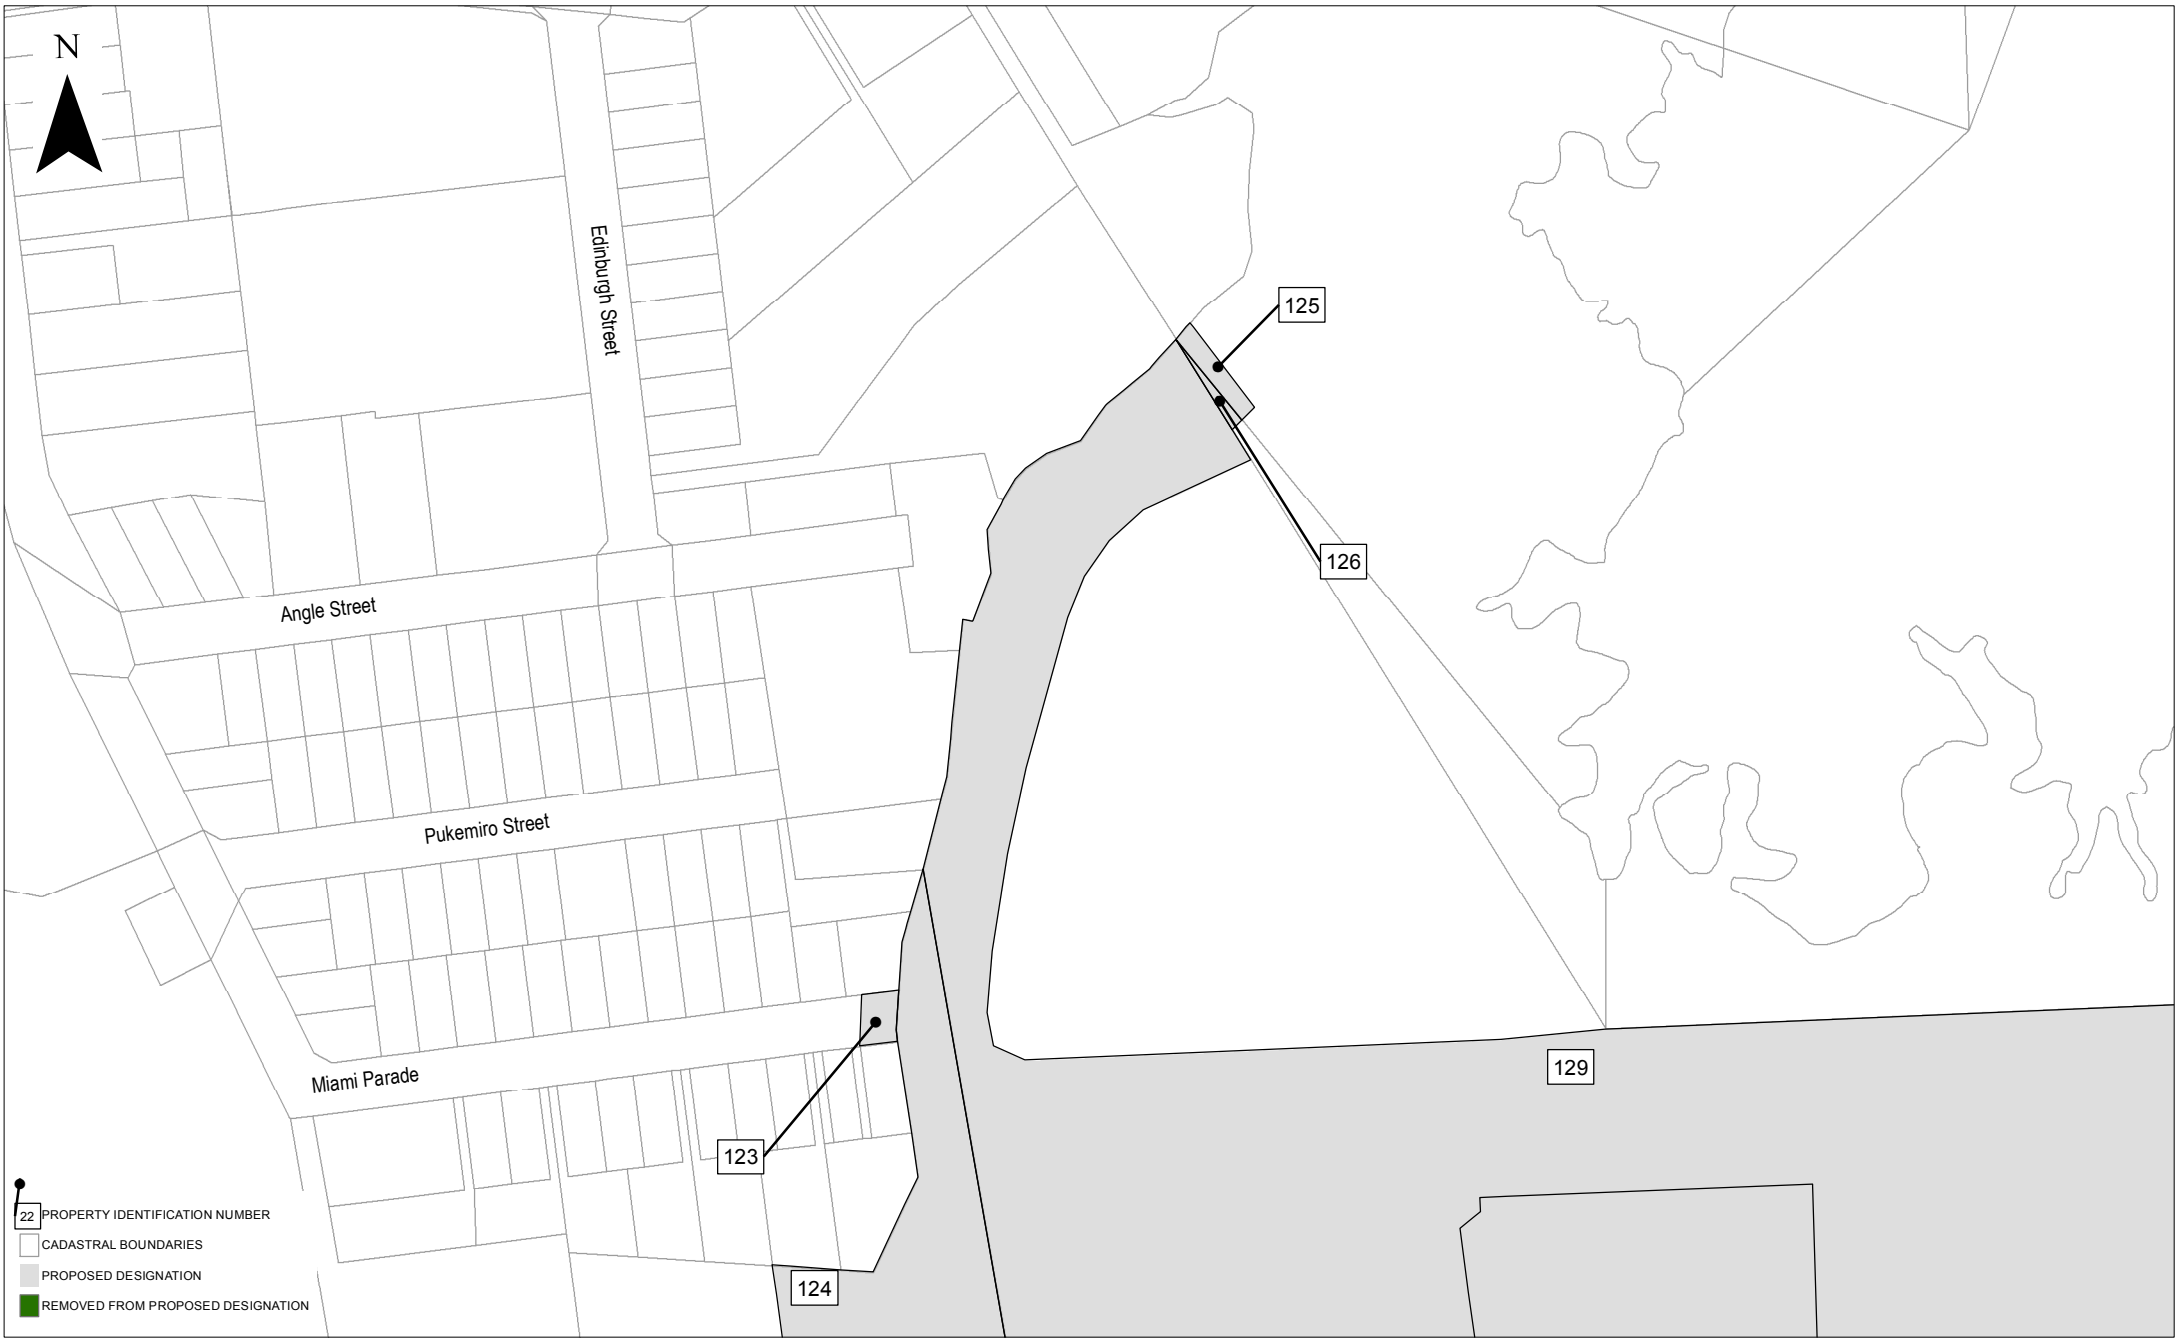 N
Edinburgh Street
125
126
Angle Street
Pukemiro Street
129
Miami Parade
123
124
22 PROPERTY IDENTIFICATION NUMBER
CADASTRAL BOUNDARIES
PROPOSED DESIGNATION
REMOVED FROM PROPOSED DESIGNATION